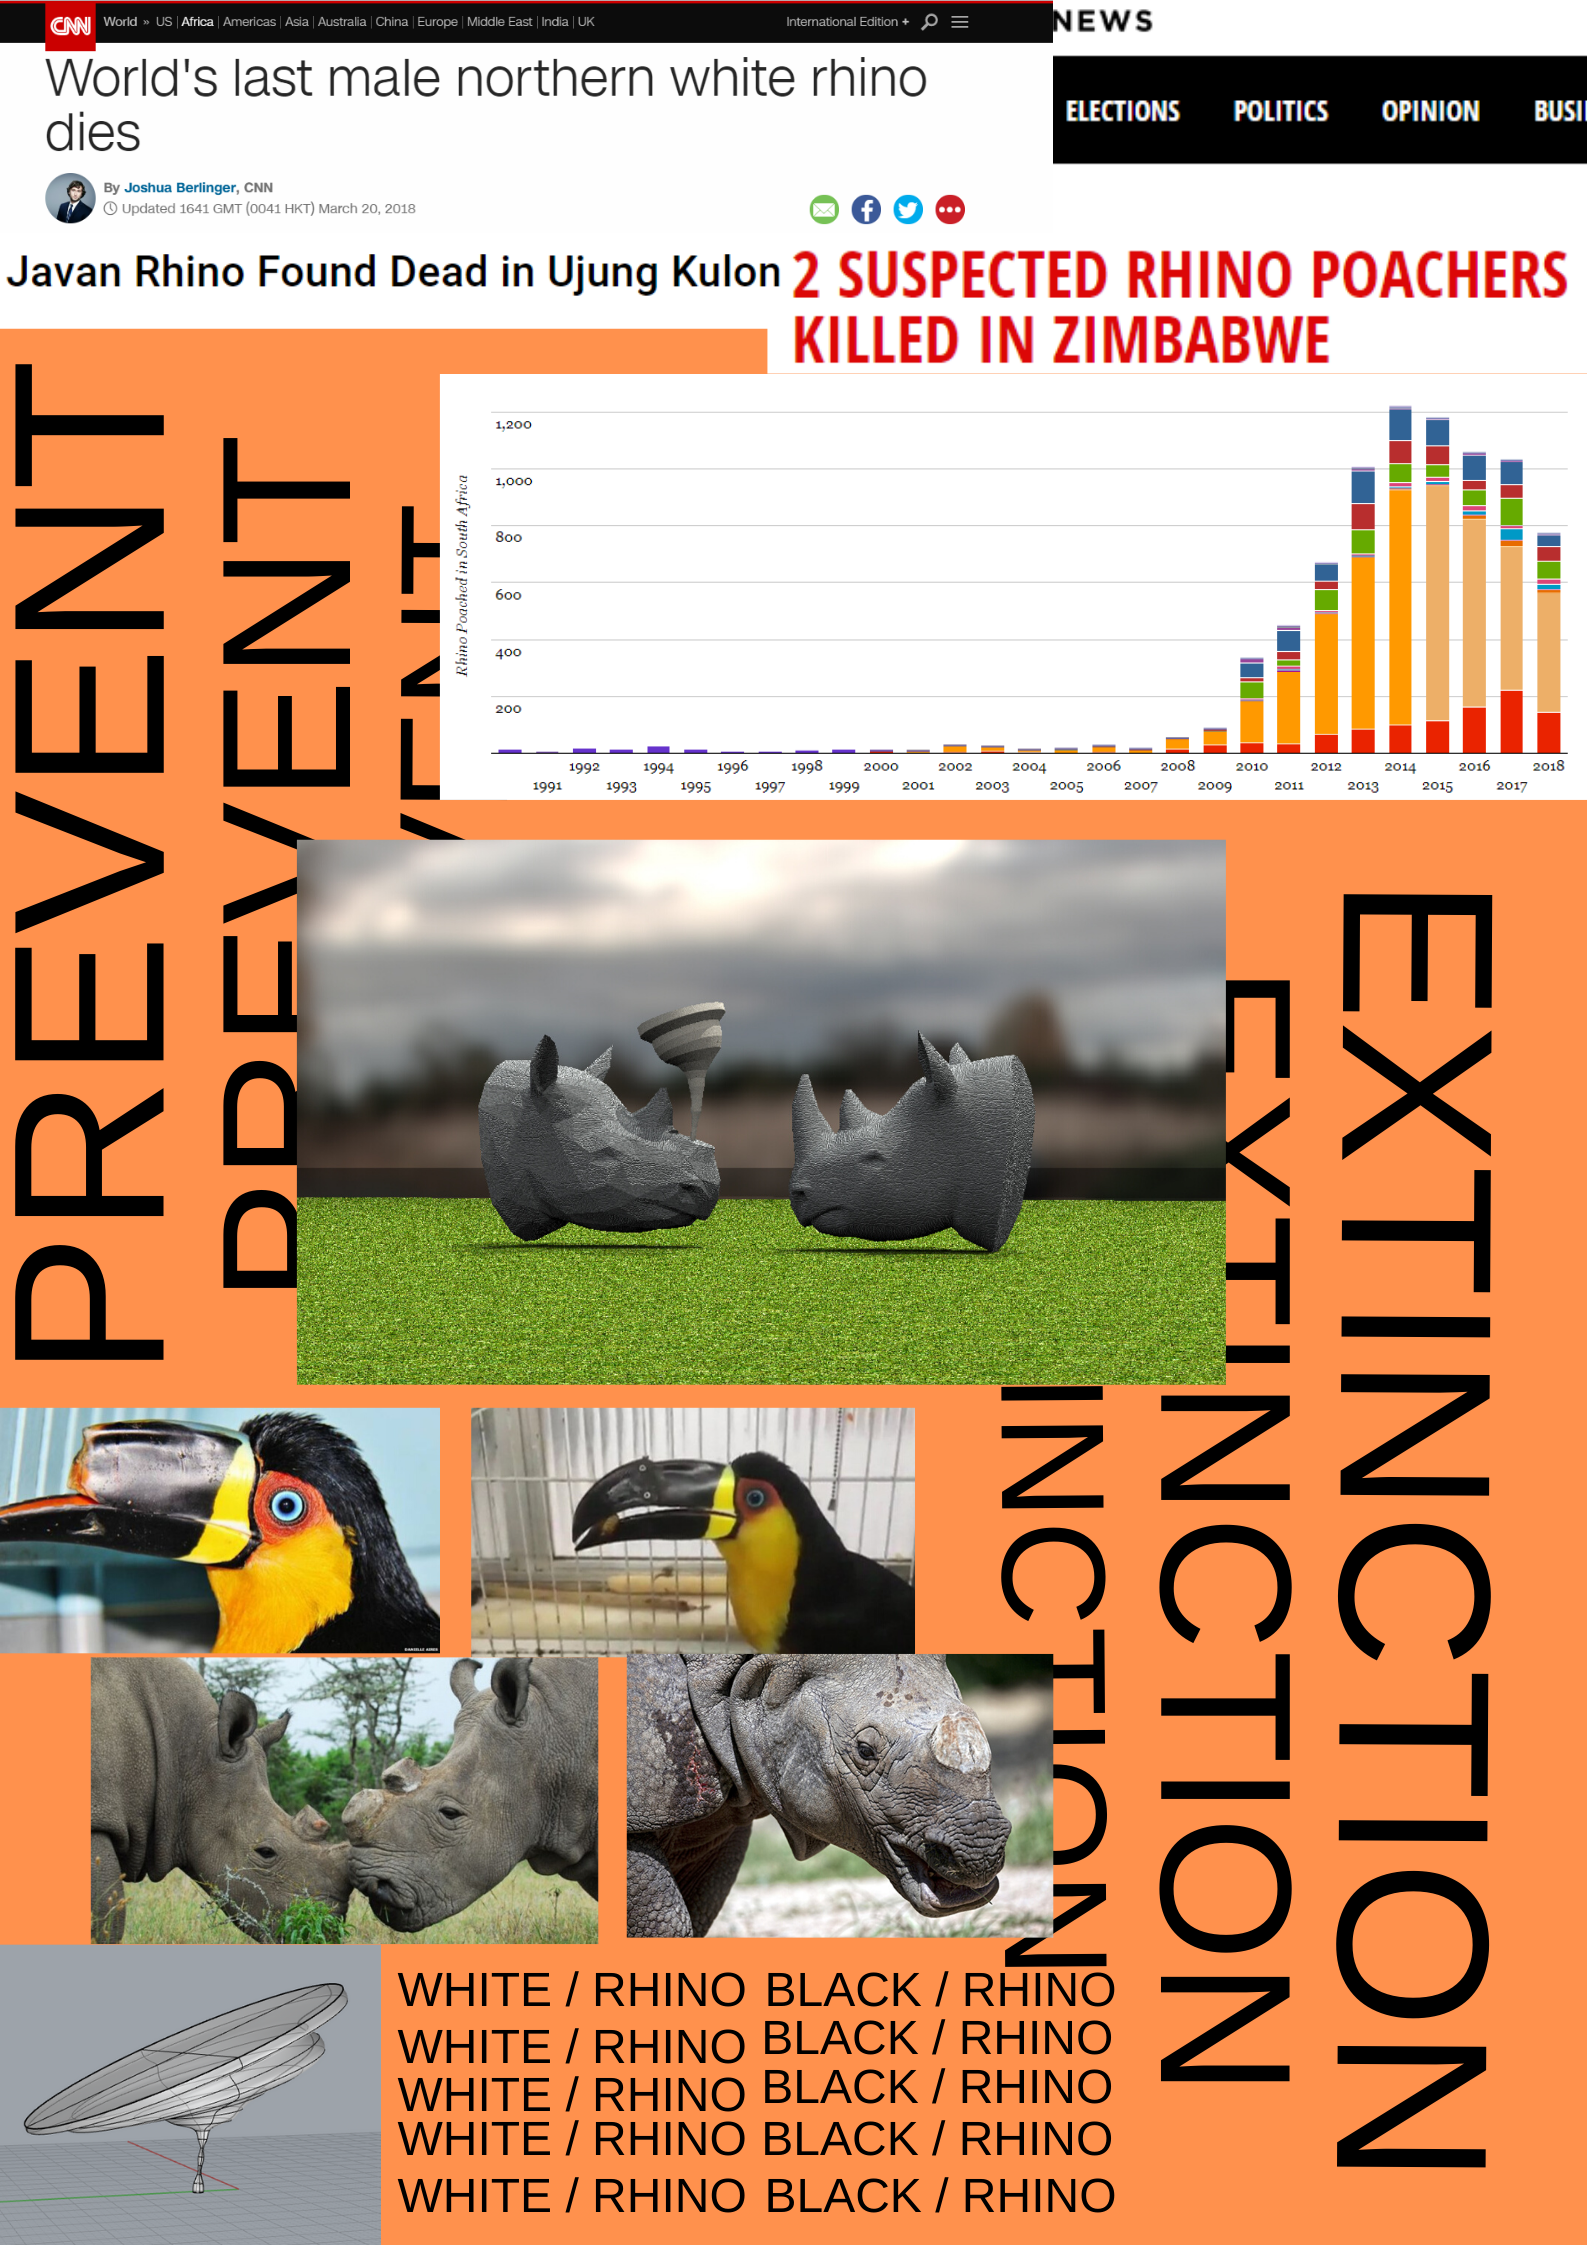 CNN World » US | Africa | Americas | Asia | Australia | China | Europe | Middle East | India | UK International Edition +
NEWS
ELECTIONS POLITICS OPINION BUSI
World's last male northern white rhino
dies
By Joshua Berlinger, CNN
Updated 1641 GMT (0041 HKT) March 20, 2018
Javan Rhino Found Dead in Ujung Kulon
2 SUSPECTED RHINO POACHERS
KILLED IN ZIMBABWE
PREVENT
PREVENT
VENT
Rhino Poached in South Africa
1,200
1,000
800
600
400
200
1992 1994 1996 1998 2000 2002 2004 2006 2008 2010 2012 2014 2016 2018
1991 1993 1995 1997 1999 2001 2003 2005 2007 2009 2011 2013 2015 2017
EXTINCTION
EXTINCTION
INCTION
WHITE / RHINO BLACK / RHINO
WHITE / RHINO BLACK / RHINO
WHITE / RHINO BLACK / RHINO
WHITE / RHINO BLACK / RHINO
WHITE / RHINO BLACK / RHINO